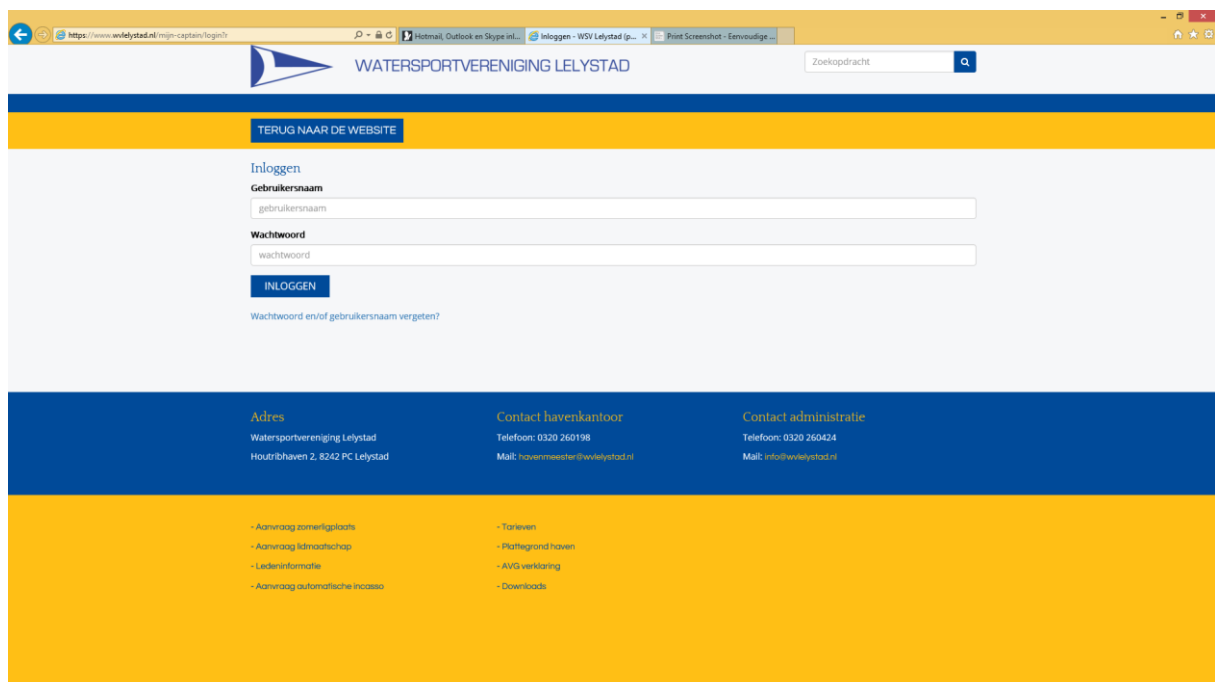 https://www.wvlelystad.nl/mijn-captain/login?r
Hotmail, Outlook en Skype inl...
Inloggen - WSV Lelystad (p...
Print Screenshot - Eenvoudige ...
WATERSPORTVERENIGING LELYSTAD
Zoekopdracht
TERUG NAAR DE WEBSITE
Inloggen
Gebruikersnaam
gebruikersnaam
Wachtwoord
wachtwoord
INLOGGEN
Wachtwoord en/of gebruikersnaam vergeten?
Adres
Watersportvereniging Lelystad
Houtribhaven 2, 8242 PC Lelystad
Contact havenkantoor
Telefoon: 0320 260198
Mail: havenmeester@wvlelystad.nl
Contact administratie
Telefoon: 0320 260424
Mail: info@wvlelystad.nl
- Aanvraag zomerligplaats
- Aanvraag lidmaatschap
- Ledeninformatie
- Aanvraag automatische incasso
- Tarieven
- Plattegrond haven
- AVG verklaring
- Downloads